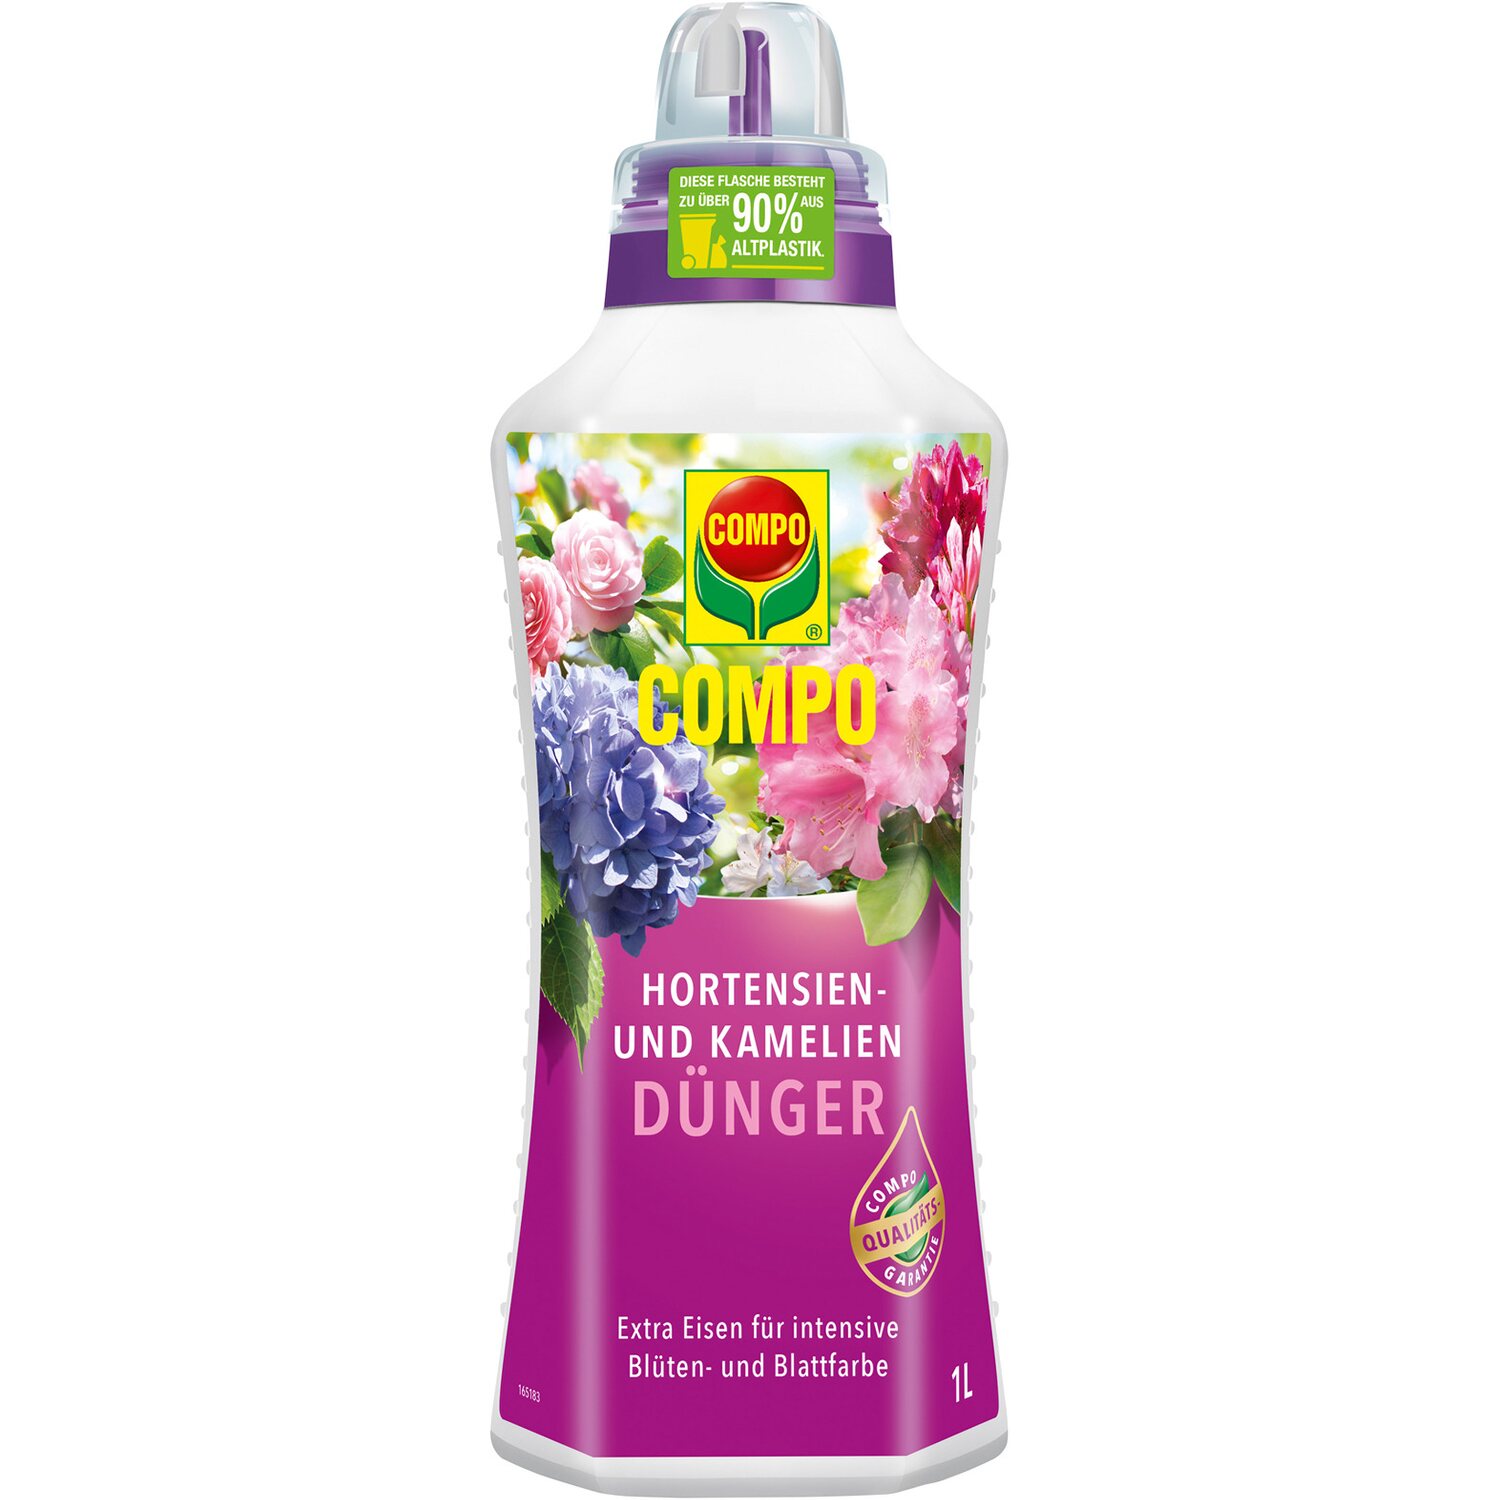 DIESE FLASCHE BESTEHT
ZU ÜBER 90% AUS
ALTPLASTIK.
COMPO
®
COMPO
HORTENSIEN-
UND KAMELIEN
DÜNGER
COMPO
QUALITÄTS-
GARANTIE
Extra Eisen für intensive
Blüten- und Blattfarbe
1L
165183